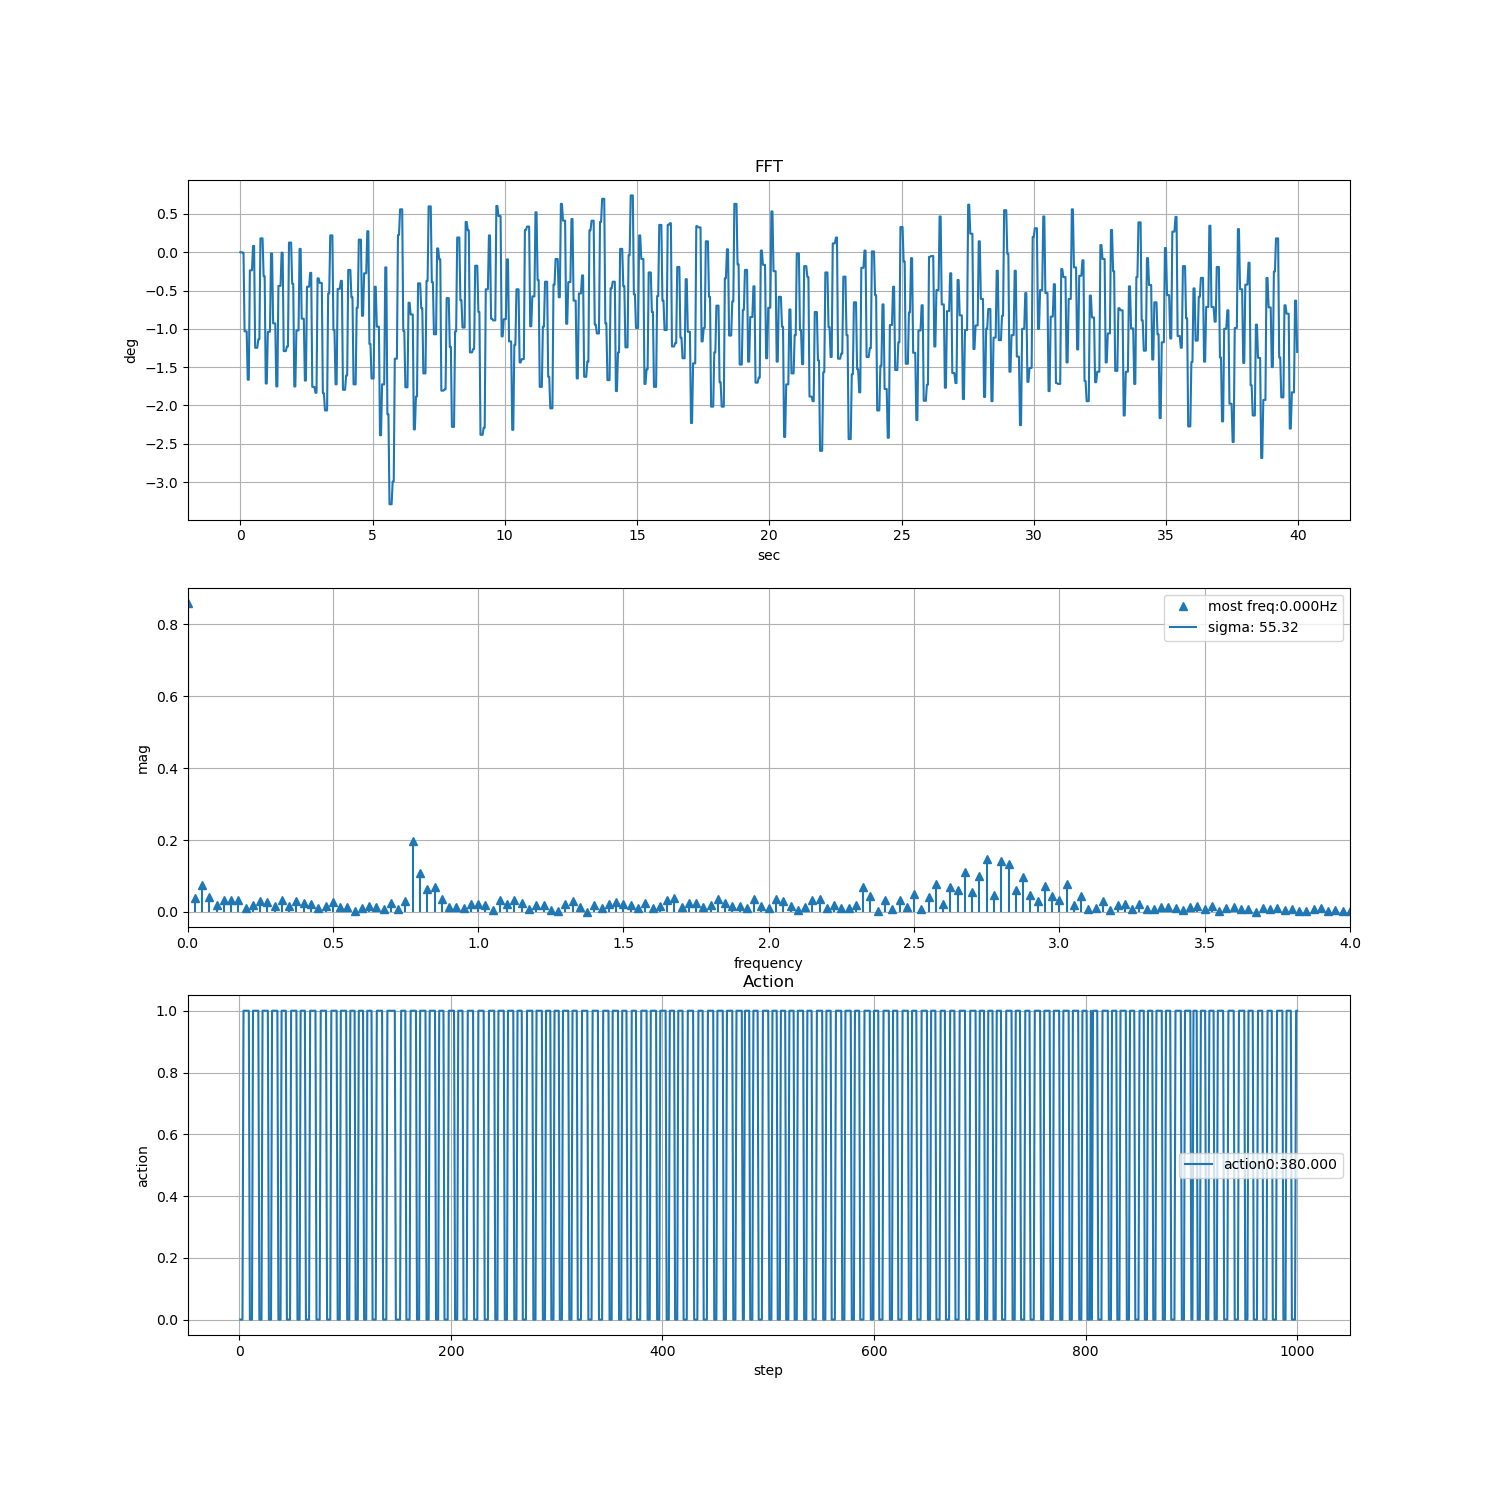 FFT
0.5
0.0
−0.5
−1.0
−1.5
−2.0
−2.5
−3.0
deg
0 5 10 15 20 25 30 35 40
sec
most freq:0.000Hz
sigma: 55.32
0.8
0.6
0.4
0.2
0.0
mag
0.0 0.5 1.0 1.5 2.0 2.5 3.0 3.5 4.0
frequency
Action
1.0
0.8
0.6
0.4
0.2
0.0
action
action0:380.000
0 200 400 600 800 1000
step